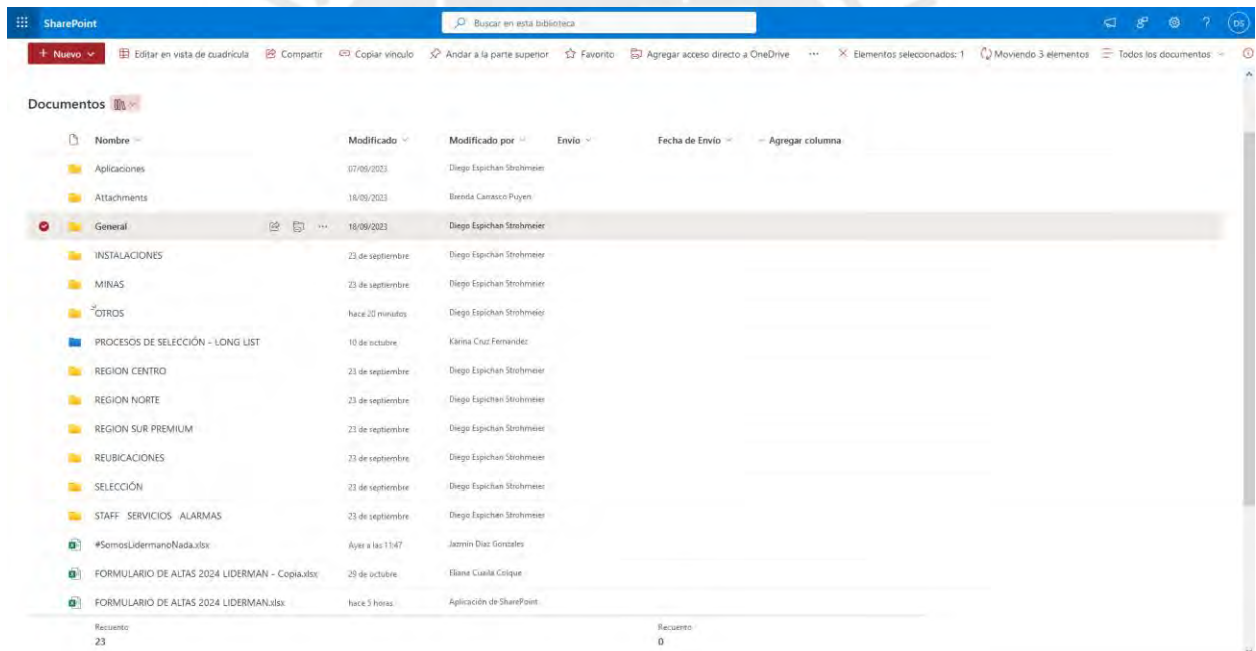 SharePoint
Buscar en esta biblioteca
DS
+ Nuevo Editar en vista de cuadrícula Compartir Copiar vínculo Andar a la parte superior Favorito Agregar acceso directo a OneDrive ... Elementos seleccionados: 1 Moviendo 3 elementos Todos los documentos
Documentos
Nombre Modificado Modificado por Envío Fecha de Envío Agregar columna
Aplicaciones 07/09/2023 Diego Espichan Strohmeier
Attachments 18/09/2023 Brenda Carrasco Puyen
General ... 18/09/2023 Diego Espichan Strohmeier
INSTALACIONES 23 de septiembre Diego Espichan Strohmeier
MINAS 23 de septiembre Diego Espichan Strohmeier
OTROS hace 20 minutos Diego Espichan Strohmeier
PROCESOS DE SELECCIÓN - LONG LIST 10 de octubre Karina Cruz Fernandez
REGION CENTRO 23 de septiembre Diego Espichan Strohmeier
REGION NORTE 23 de septiembre Diego Espichan Strohmeier
REGION SUR PREMIUM 23 de septiembre Diego Espichan Strohmeier
REUBICACIONES 23 de septiembre Diego Espichan Strohmeier
SELECCIÓN 23 de septiembre Diego Espichan Strohmeier
STAFF SERVICIOS ALARMAS 23 de septiembre Diego Espichan Strohmeier
#SomosLidermanoNada.xlsx Ayer a las 11:47 Jazmin Diaz Gonzales
FORMULARIO DE ALTAS 2024 LIDERMAN - Copia.xlsx 29 de octubre Eliana
FORMULARIO DE ALTAS 2024 LIDERMAN.xlsx hace 5 horas Aplicación de SharePoint
Recuento Recuento
23 0